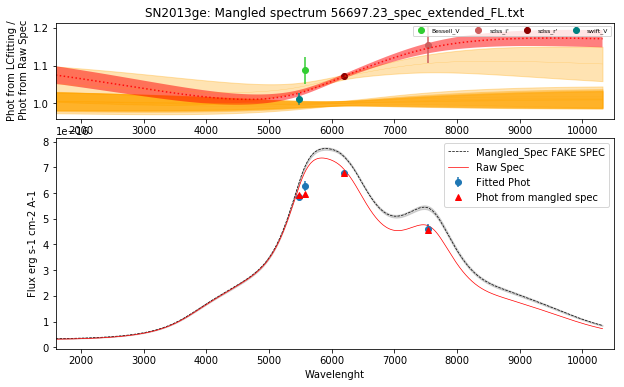 SN2013ge: Mangled spectrum 56697.23_spec_extended_FL.txt
Phot from LCfitting /
Phot from Raw Spec
1.2
1.1
1.0
Bessell_V
sdss_i'
sdss_r'
swift_V
2000 3000 4000 5000 6000 7000 8000 9000 10000
Flux erg s-1 cm-2 A-1
8
7
6
5
4
3
2
1
0
Mangled_Spec FAKE SPEC
Raw Spec
Fitted Phot
Phot from mangled spec
2000 3000 4000 5000 6000 7000 8000 9000 10000
Wavelenght